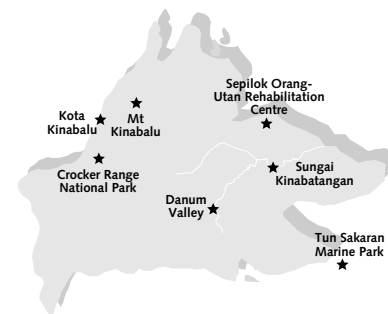 Sepilok Orang-
Utan Rehabilitation
Centre
Kota
Kinabalu
Mt
Kinabalu
Crocker Range
National Park
Sungai
Kinabatangan
Danum
Valley
Tun Sakaran
Marine Park